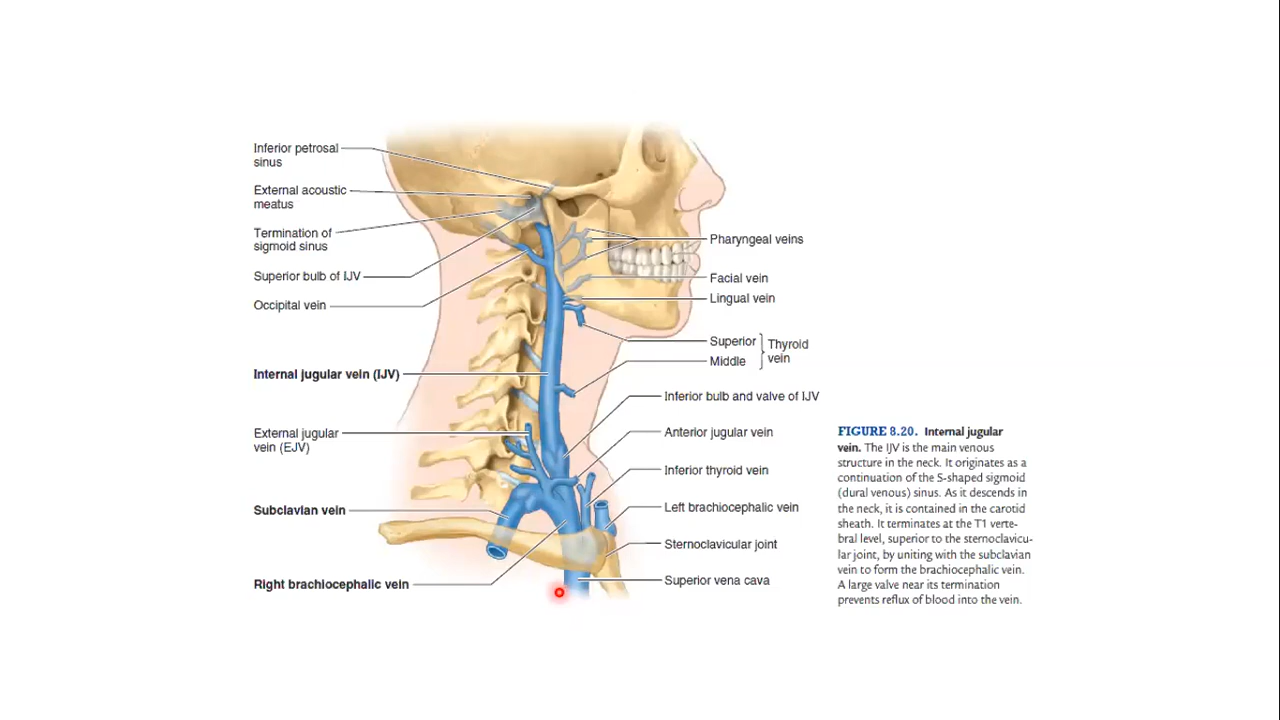 Inferior petrosal
sinus
External acoustic
meatus
Termination of
sigmoid sinus
Superior bulb of IJV
Occipital vein
Internal jugular vein (IJV)
External jugular
vein (EJV)
Subclavian vein
Right brachiocephalic vein
Pharyngeal veins
Facial vein
Lingual vein
Superior
Middle
Thyroid
vein
Inferior bulb and valve of IJV
Anterior jugular vein
Inferior thyroid vein
Left brachiocephalic vein
Sternoclavicular joint
Superior vena cava
FIGURE 8.20. Internal jugular
vein. The IJV is the main venous
structure in the neck. It originates as a
continuation of the S-shaped sigmoid
(dural venous) sinus. As it descends in
the neck, it is contained in the carotid
sheath. It terminates at the T1 verte-
bral level, superior to the sternoclavicu-
lar joint, by uniting with the subclavian
vein to form the brachiocephalic vein.
A large valve near its termination
prevents reflux of blood into the vein.